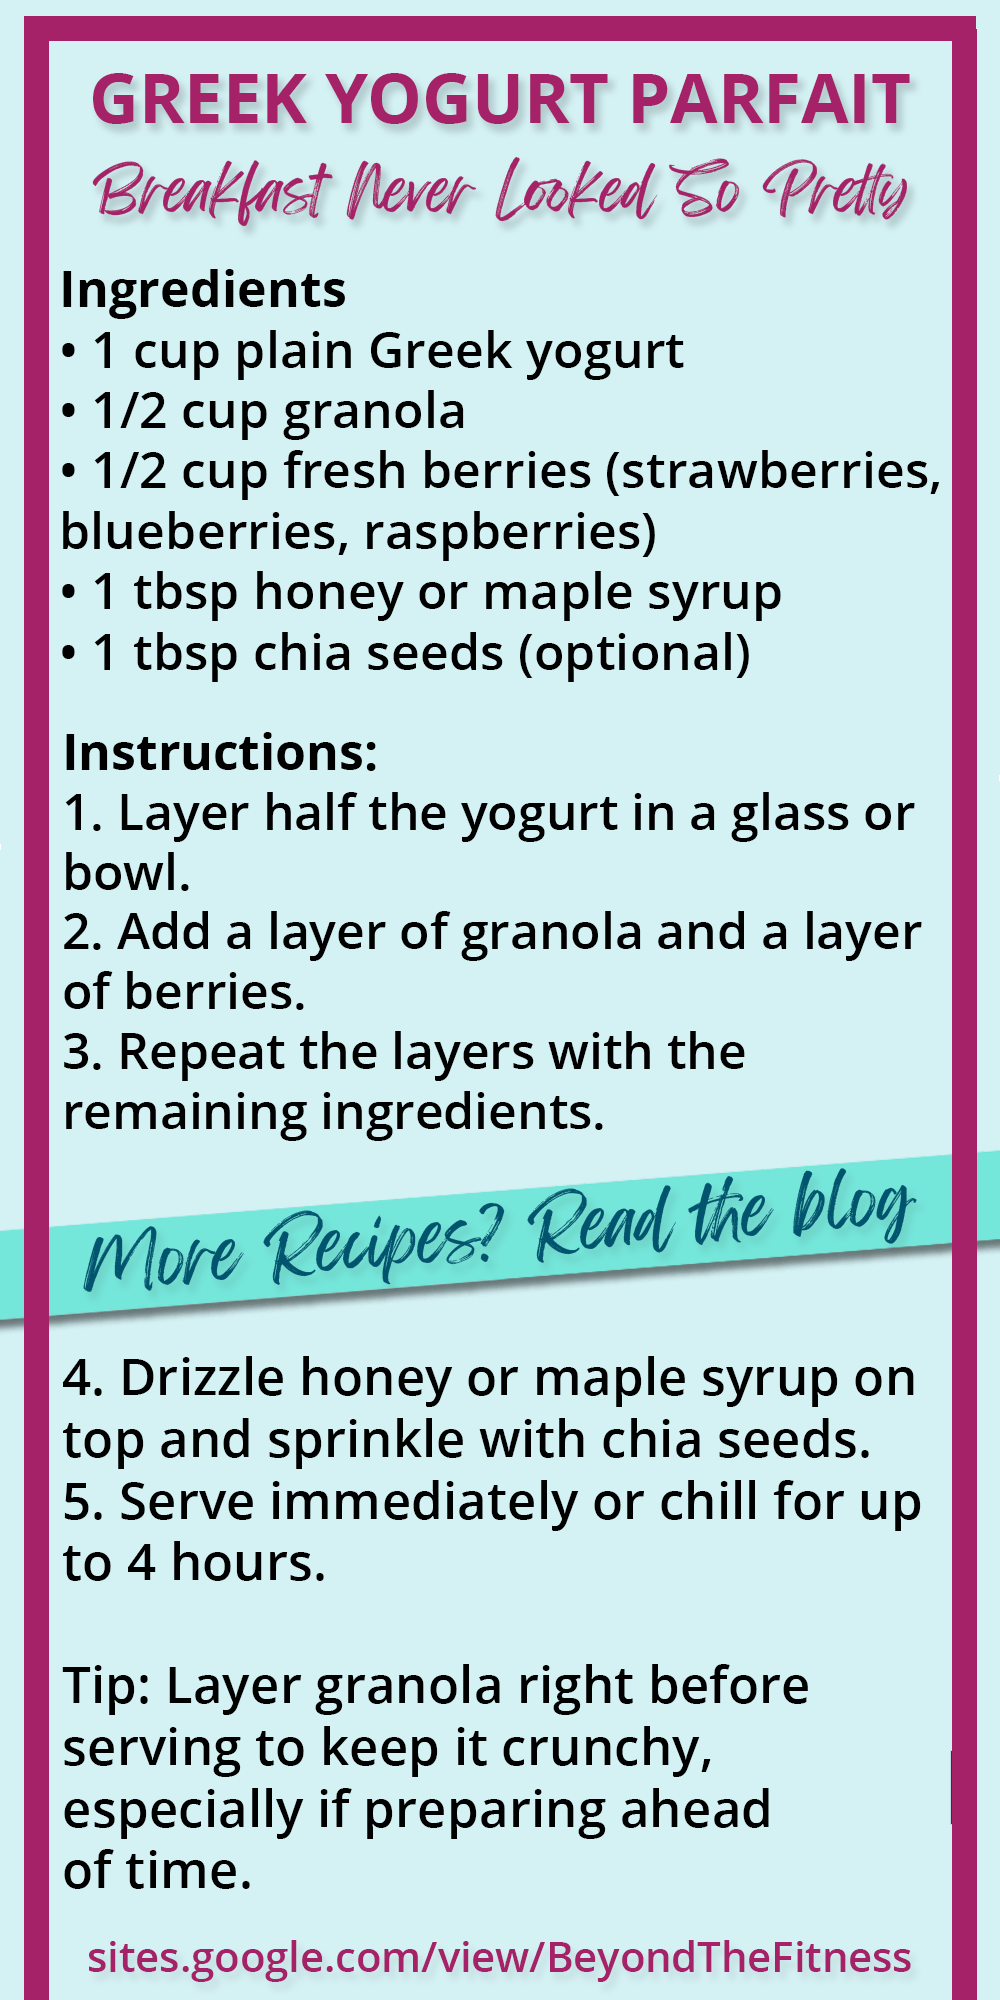 GREEK YOGURT PARFAIT
Breakfast Never Looked So Pretty
Ingredients
• 1 cup plain Greek yogurt
• 1/2 cup granola
• 1/2 cup fresh berries (strawberries,
blueberries, raspberries)
• 1 tbsp honey or maple syrup
• 1 tbsp chia seeds (optional)
Instructions:
1. Layer half the yogurt in a glass or
bowl.
2. Add a layer of granola and a layer
of berries.
3. Repeat the layers with the
remaining ingredients.
More Recipes? Read the blog
4. Drizzle honey or maple syrup on
top and sprinkle with chia seeds.
5. Serve immediately or chill for up
to 4 hours.
Tip: Layer granola right before
serving to keep it crunchy,
especially if preparing ahead
of time.
sites.google.com/view/BeyondTheFitness